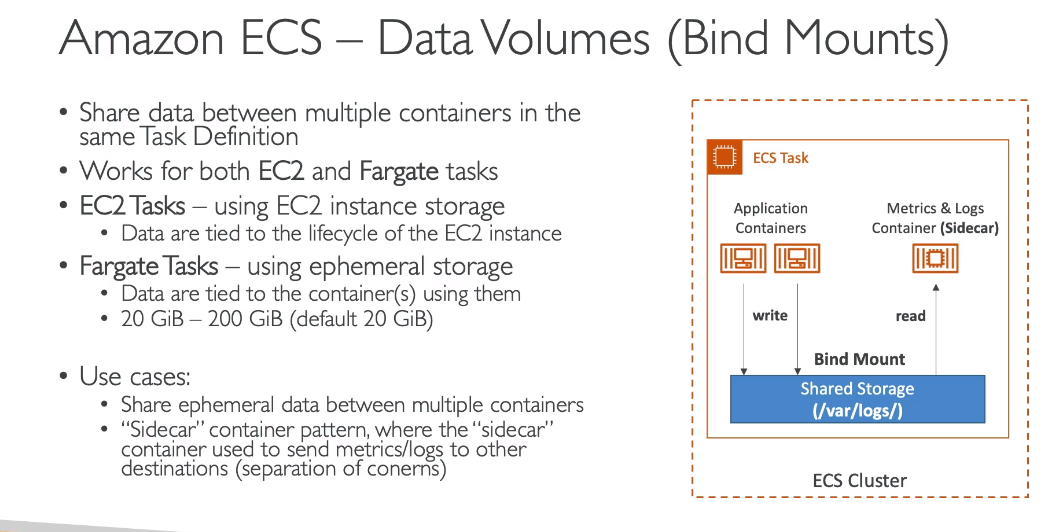 Amazon ECS – Data Volumes (Bind Mounts)
• Share data between multiple containers in the
same Task Definition
• Works for both EC2 and Fargate tasks
• EC2 Tasks – using EC2 instance storage
• Data are tied to the lifecycle of the EC2 instance
• Fargate Tasks – using ephemeral storage
• Data are tied to the container(s) using them
• 20 GiB – 200 GiB (default 20 GiB)
• Use cases:
• Share ephemeral data between multiple containers
• “Sidecar” container pattern, where the “sidecar”
container used to send metrics/logs to other
destinations (separation of conerns)
ECS Task
Application
Containers
Metrics & Logs
Container (Sidecar)
write
read
Bind Mount
Shared Storage
(/var/logs/)
ECS Cluster